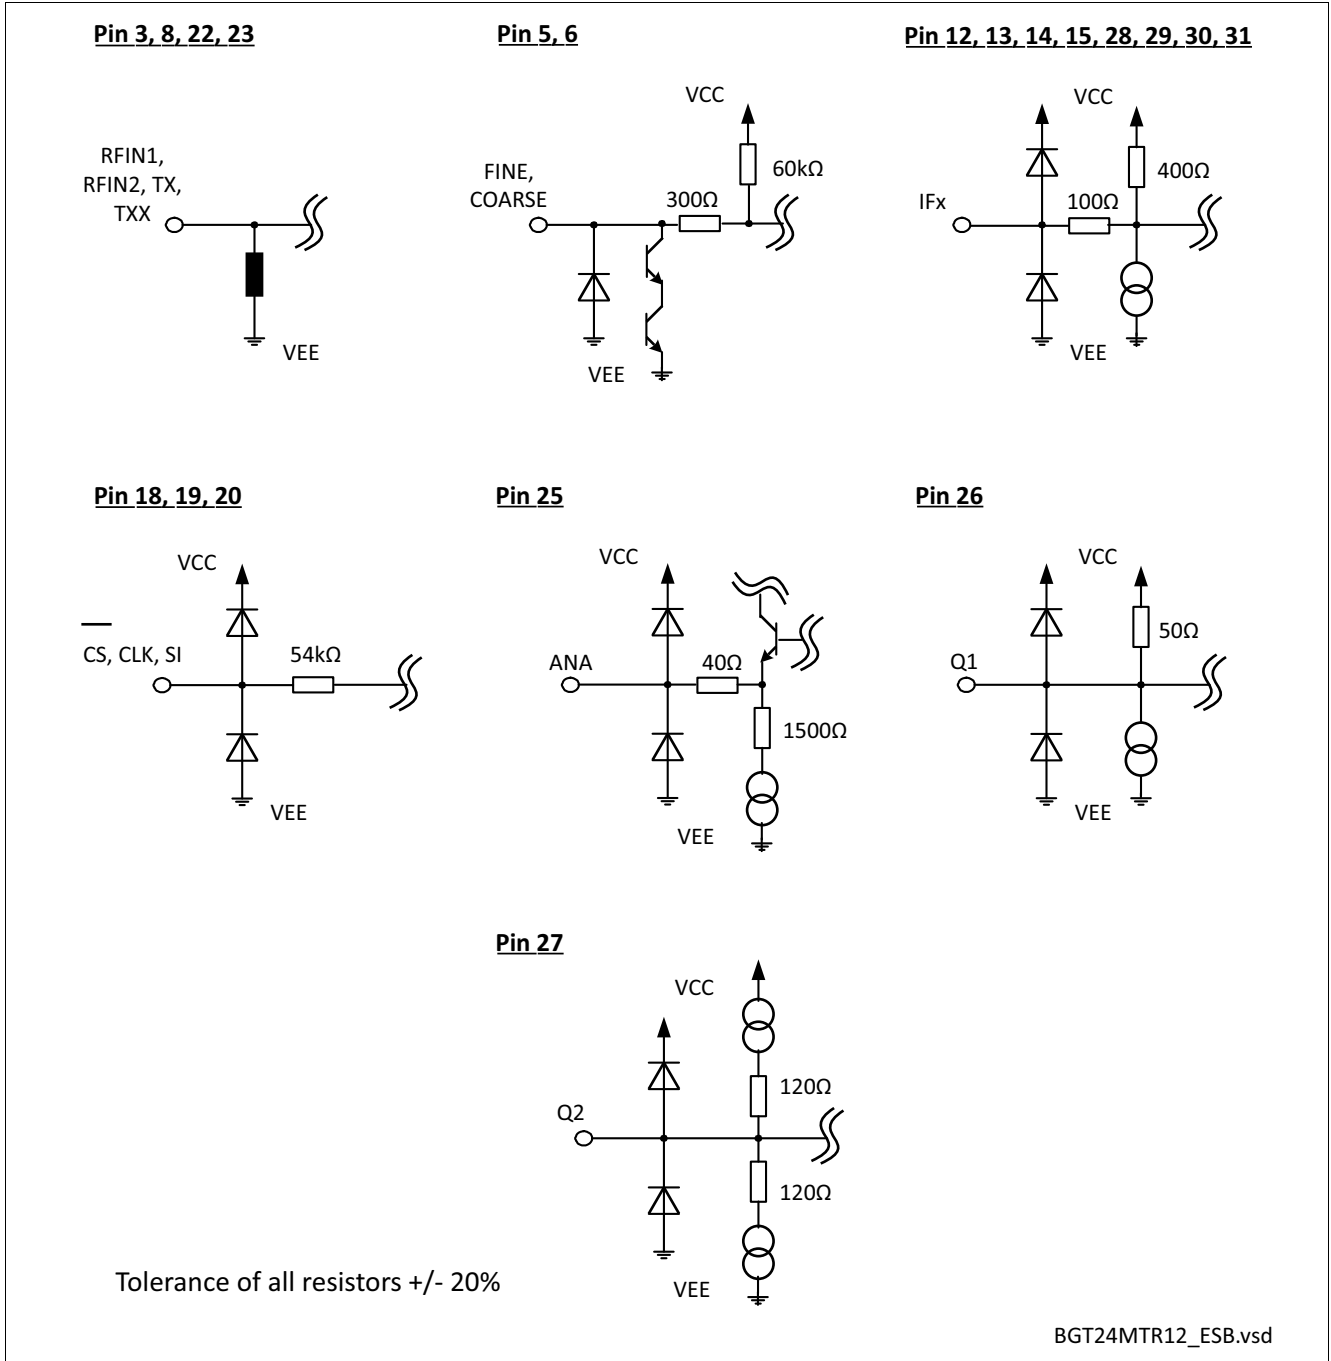 Pin 3, 8, 22, 23
RFIN1,
RFIN2, TX,
TXX
VEE
Pin 5, 6
VCC
FINE,
COARSE
300Ω
60kΩ
VEE
Pin 12, 13, 14, 15, 28, 29, 30, 31
VCC
IFx
100Ω
400Ω
VEE
Pin 18, 19, 20
VCC
C̅S̅, CLK, SI
54kΩ
VEE
Pin 25
VCC
ANA
40Ω
1500Ω
VEE
Pin 26
VCC
Q1
50Ω
VEE
Pin 27
VCC
Q2
120Ω
120Ω
VEE
Tolerance of all resistors +/- 20%
BGT24MTR12_ESB.vsd